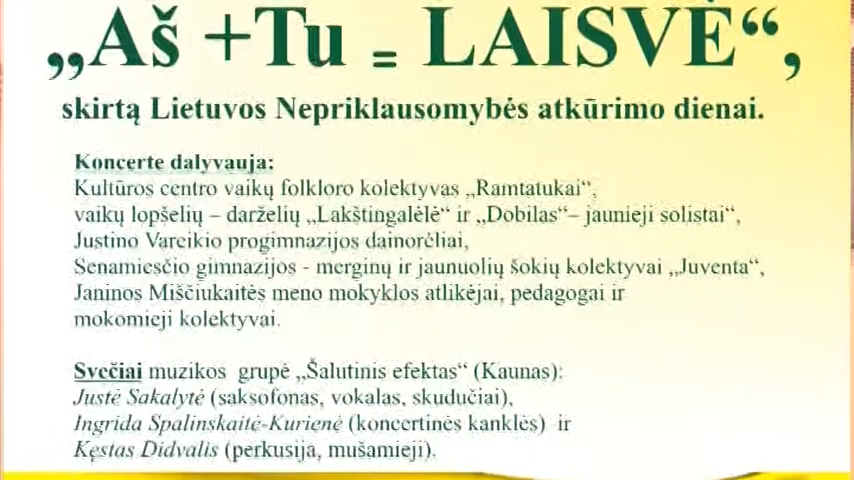 „Aš +Tu = LAISVĖ“,
skirtą Lietuvos Nepriklausomybės atkūrimo dienai.
Koncerte dalyvauja:
Kultūros centro vaikų folkloro kolektyvas „Ramtatukai“,
vaikų lopšelių – darželių „Lakštingalėlė“ ir „Dobilas“– jaunieji solistai“,
Justino Vareikio progimnazijos dainorėliai,
Senamiesčio gimnazijos - merginų ir jaunuolių šokių kolektyvai „Juventa“,
Janinos Miščiukaitės meno mokyklos atlikėjai, pedagogai ir
mokomieji kolektyvai.
Svečiai muzikos grupė „Šalutinis efektas“ (Kaunas):
Justė Sakalytė (saksofonas, vokalas, skudučiai),
Ingrida Spalinskaitė-Kurienė (koncertinės kanklės) ir
Kęstas Didvalis (perkusija, mušamieji).